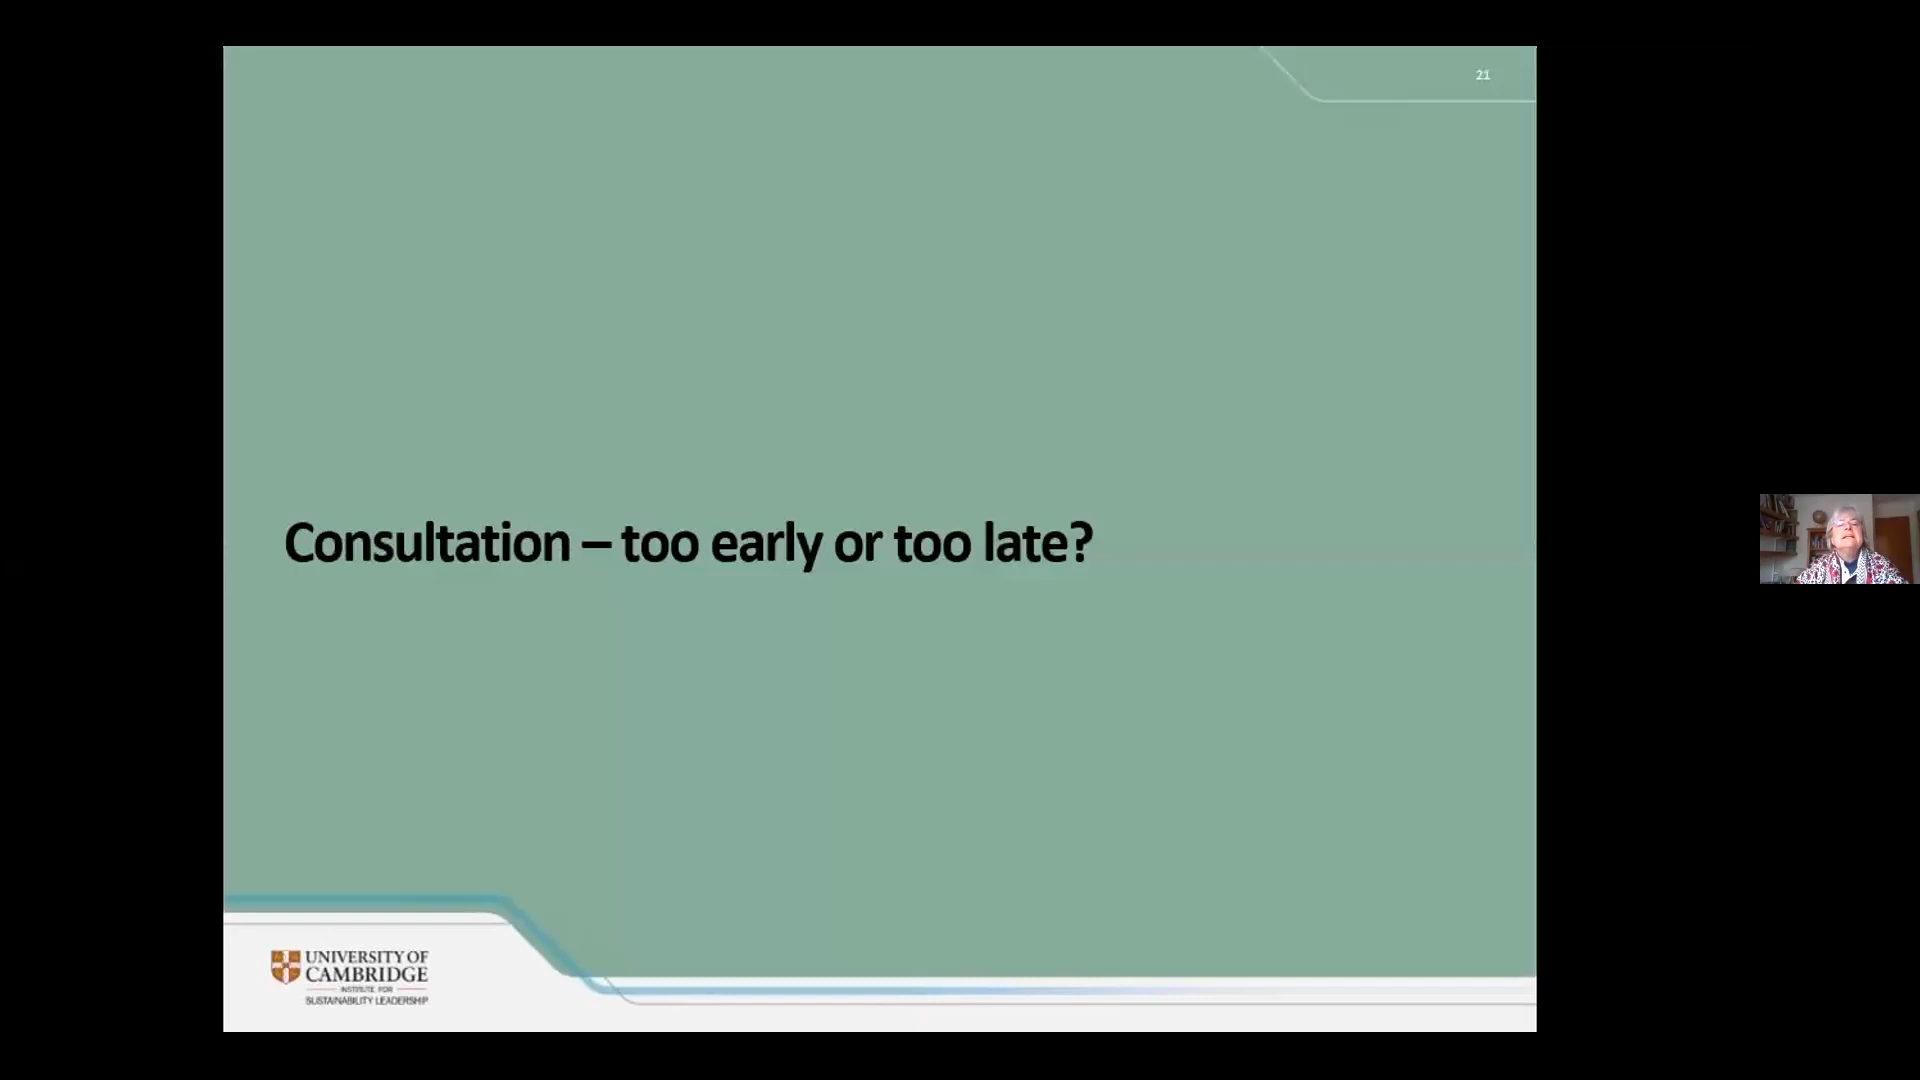 21
Consultation – too early or too late?
UNIVERSITY OF
CAMBRIDGE
INSTITUTE FOR
SUSTAINABILITY LEADERSHIP